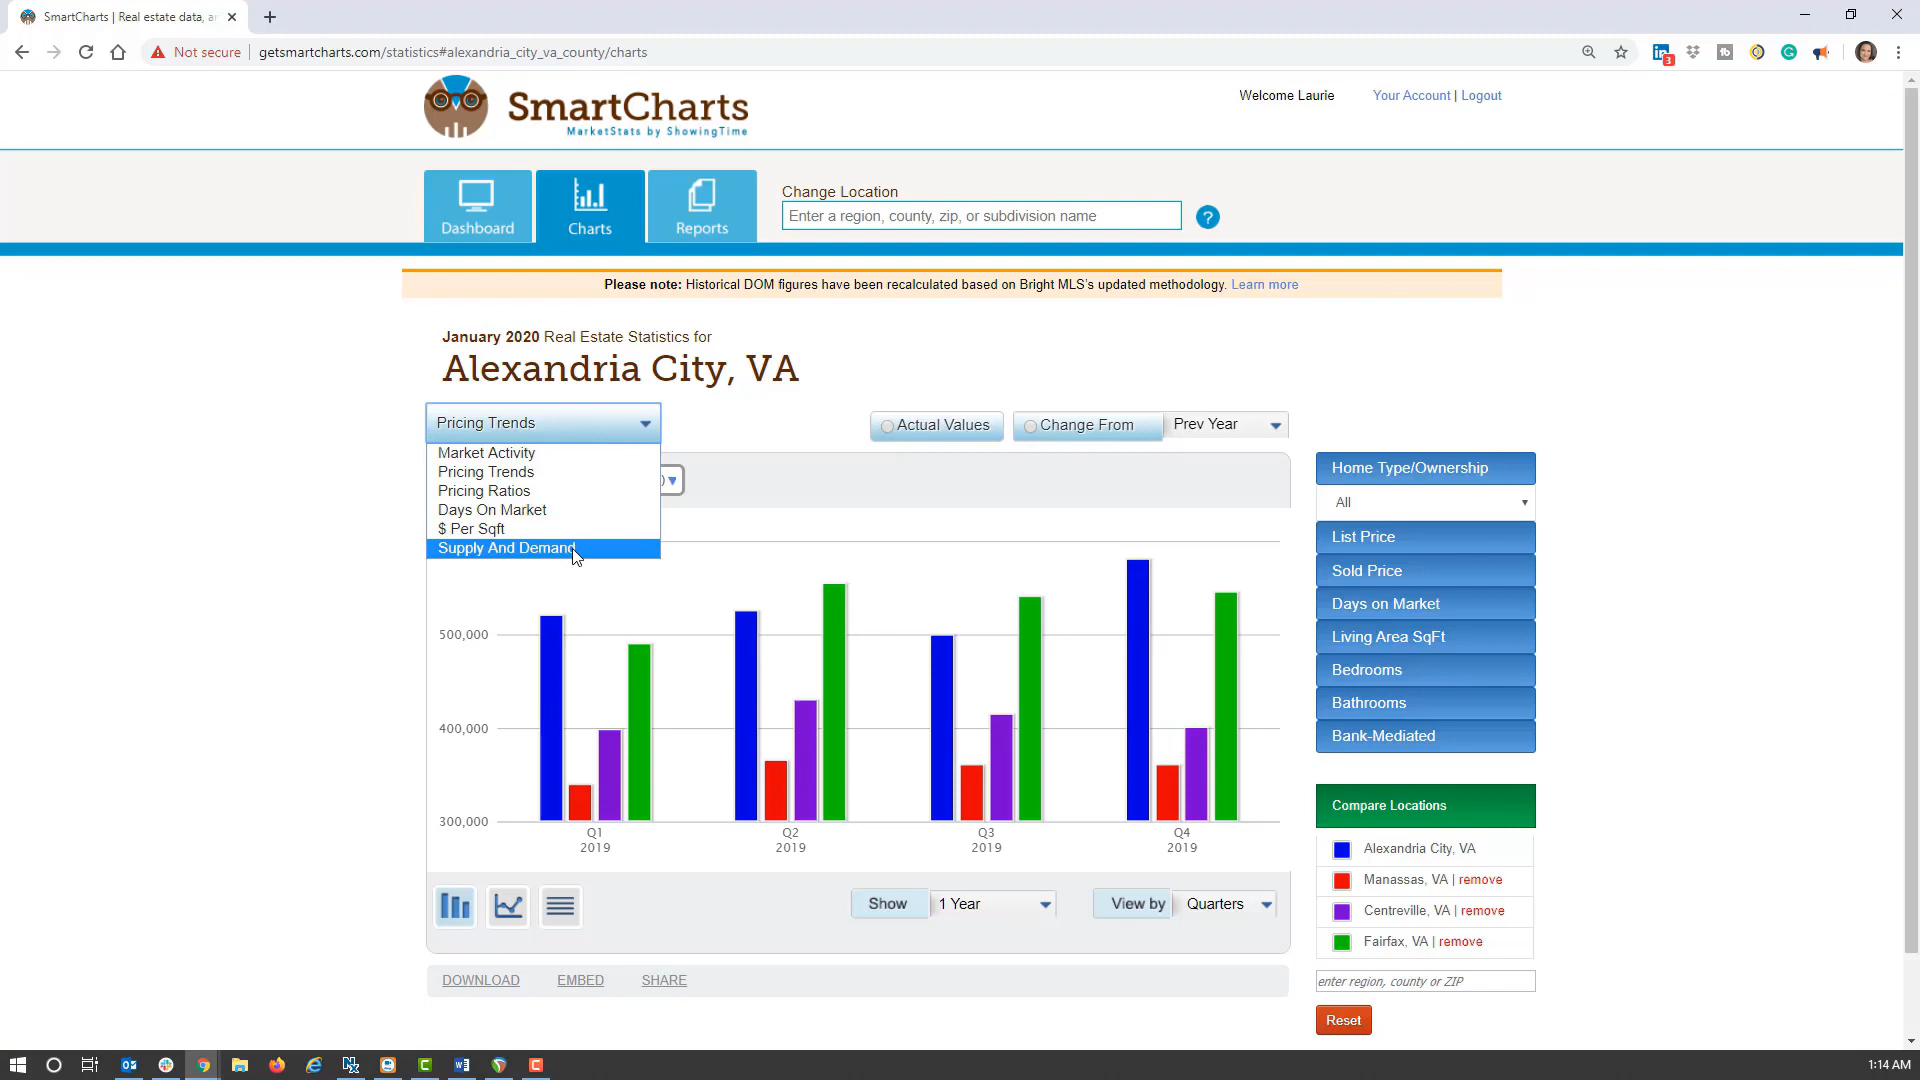 SmartCharts | Real estate data, a
Not secure
getsmartcharts.com/statistics#alexandria_city_va_county/charts
3
SmartCharts
MarketStats by ShowingTime
Welcome Laurie
Your Account | Logout
Dashboard
Charts
Reports
Change Location
Enter a region, county, zip, or subdivision name
?
Please note: Historical DOM figures have been recalculated based on Bright MLS's updated methodology. Learn more
January 2020 Real Estate Statistics for
Alexandria City, VA
Pricing Trends
Actual Values
Change From
Prev Year
Market Activity
Pricing Trends
Pricing Ratios
Days On Market
$ Per Sqft
Supply And Demand
)
500,000
400,000
300,000
Q1
2019
Q2
2019
Q3
2019
Q4
2019
Show
1 Year
View by
Quarters
DOWNLOAD
EMBED
SHARE
Home Type/Ownership
All
List Price
Sold Price
Days on Market
Living Area SqFt
Bedrooms
Bathrooms
Bank-Mediated
Compare Locations
Alexandria City, VA
Manassas, VA | remove
Centreville, VA | remove
Fairfax, VA | remove
enter region, county or ZIP
Reset
1:14 AM